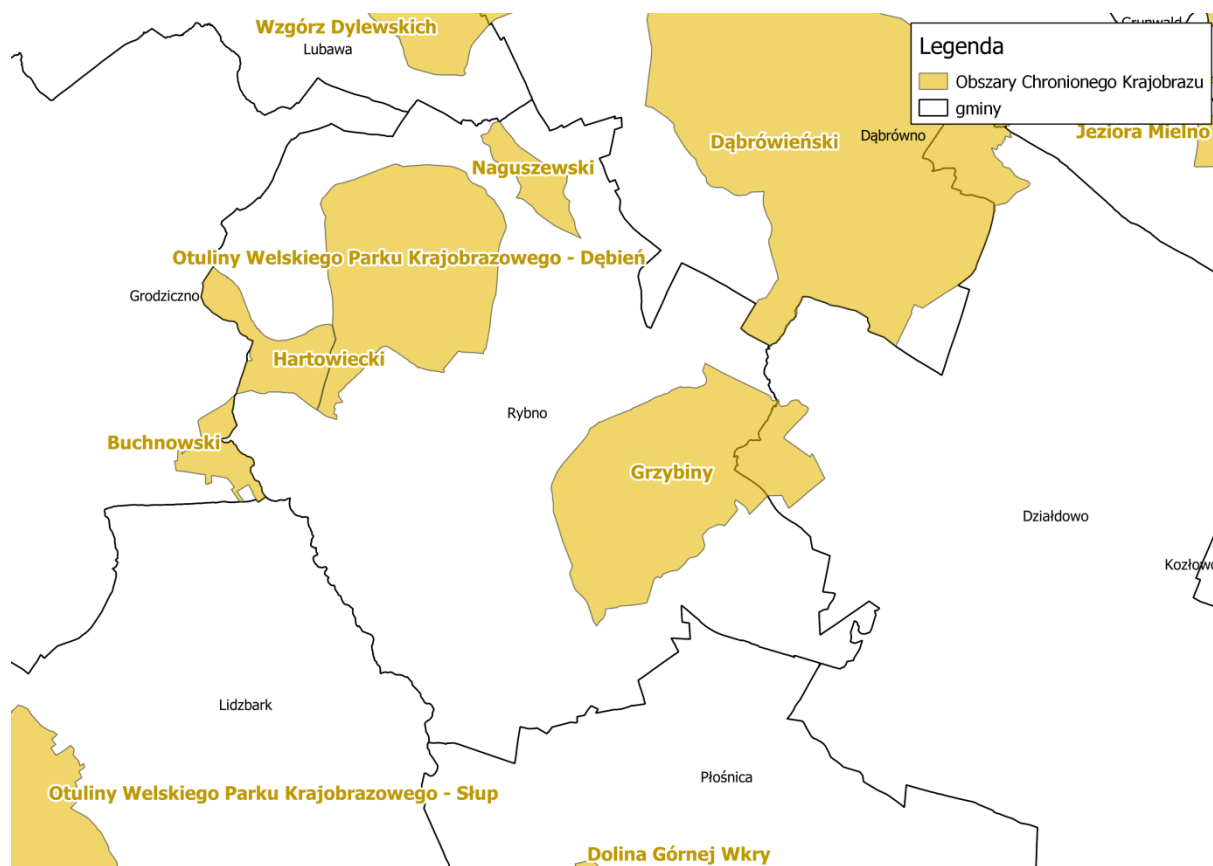 Wzgórz Dylewskich
Lubawa
Grunwald
Legenda
Obszary Chronionego Krajobrazu
gminy
Dąbrówieński
Dąbrówno
Jeziora Mielno
Naguszewski
Otuliny Welskiego Parku Krajobrazowego - Dębień
Grodziczno
Hartowiecki
Rybno
Buchnowski
Grzybiny
Działdowo
Kozłowo
Lidzbark
Płośnica
Otuliny Welskiego Parku Krajobrazowego - Słup
Dolina Górnej Wkry